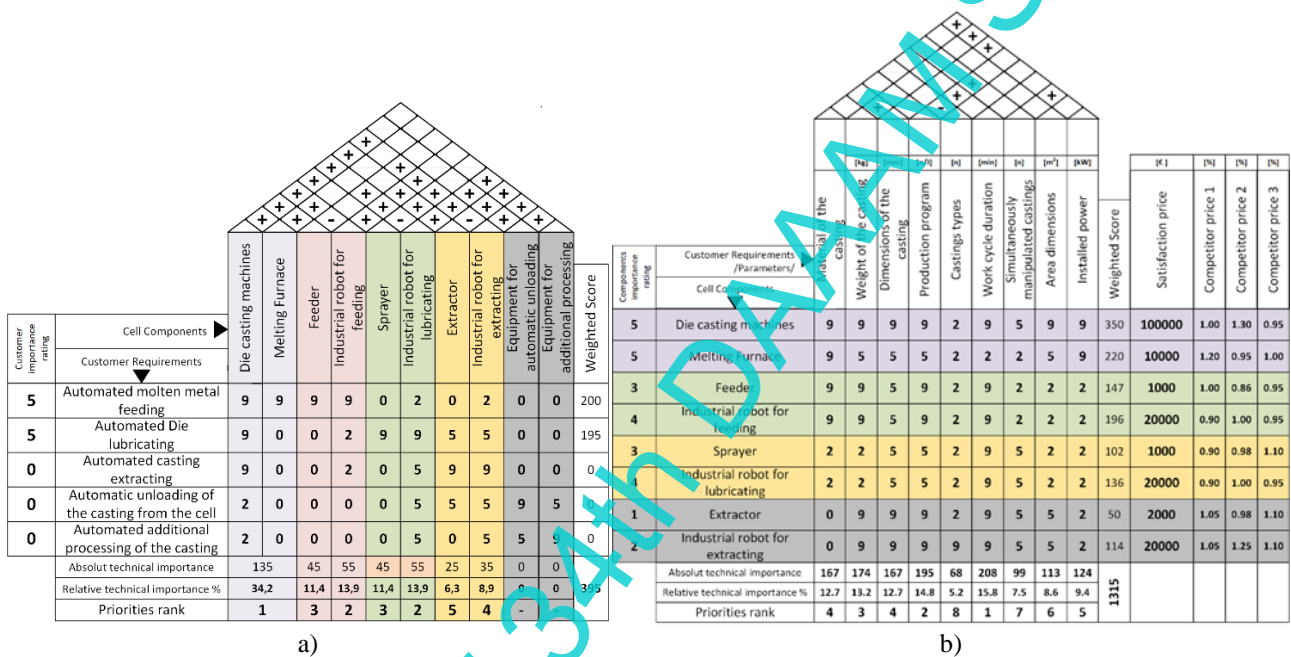 34th DAAAM S
Customer importance rating
Cell Components
Customer Requirements
Die casting machines
Melting Furnace
Feeder
Industrial robot for feeding
Sprayer
Industrial robot for lubricating
Extractor
Industrial robot for extracting
Equipment for automatic unloading
Equipment for additional processing
Weighted Score
5 Automated molten metal feeding 9 9 9 9 0 2 0 2 0 0 200
5 Automated Die lubricating 9 0 0 2 9 9 5 5 0 0 195
0 Automated casting extracting 9 0 0 2 0 5 9 9 0 0 0
0 Automatic unloading of the casting from the cell 2 0 0 0 0 5 5 5 9 5 0
0 Automated additional processing of the casting 2 0 0 0 0 5 0 5 5 9 0
Absolut technical importance 135 45 55 45 55 25 35 0 0
Relative technical importance % 34,2 11,4 13,9 11,4 13,9 6,3 8,9 0 0 395
Priorities rank 1 3 2 3 2 5 4 - -
a)
[kg] [mm] [n/] [n] [min] [n] [m²] [kW] [€ ] [%] [%] [%]
Components importance rating
Customer Requirements /Parameters/
Cell Components
Material of the casting
Weight of the casting
Dimensions of the casting
Production program
Castings types
Work cycle duration
Simultaneously manipulated castings
Area dimensions
Installed power
Weighted Score
Satisfaction price
Competitor price 1
Competitor price 2
Competitor price 3
5 Die casting machines 9 9 9 9 2 9 5 9 9 350 100000 1.00 1.30 0.95
5 Melting Furnace 9 5 5 5 2 2 2 5 9 220 10000 1.20 0.95 1.00
3 Feeder 9 9 5 9 2 9 2 2 2 147 1000 1.00 0.86 0.95
4 Industrial robot for feeding 9 9 5 9 2 9 2 2 2 196 20000 0.90 1.00 0.95
3 Sprayer 2 2 5 5 2 9 5 2 2 102 1000 0.90 0.98 1.10
4 Industrial robot for lubricating 2 2 5 5 2 9 5 2 2 136 20000 0.90 1.00 0.95
1 Extractor 0 9 9 9 2 9 5 5 2 50 2000 1.05 0.98 1.10
2 Industrial robot for extracting 0 9 9 9 9 9 5 5 2 114 20000 1.05 1.25 1.10
Absolut technical importance 167 174 167 195 68 208 99 113 124
Relative technical importance % 12.7 13.2 12.7 14.8 5.2 15.8 7.5 8.6 9.4 1315
Priorities rank 4 3 4 2 8 1 7 6 5
b)